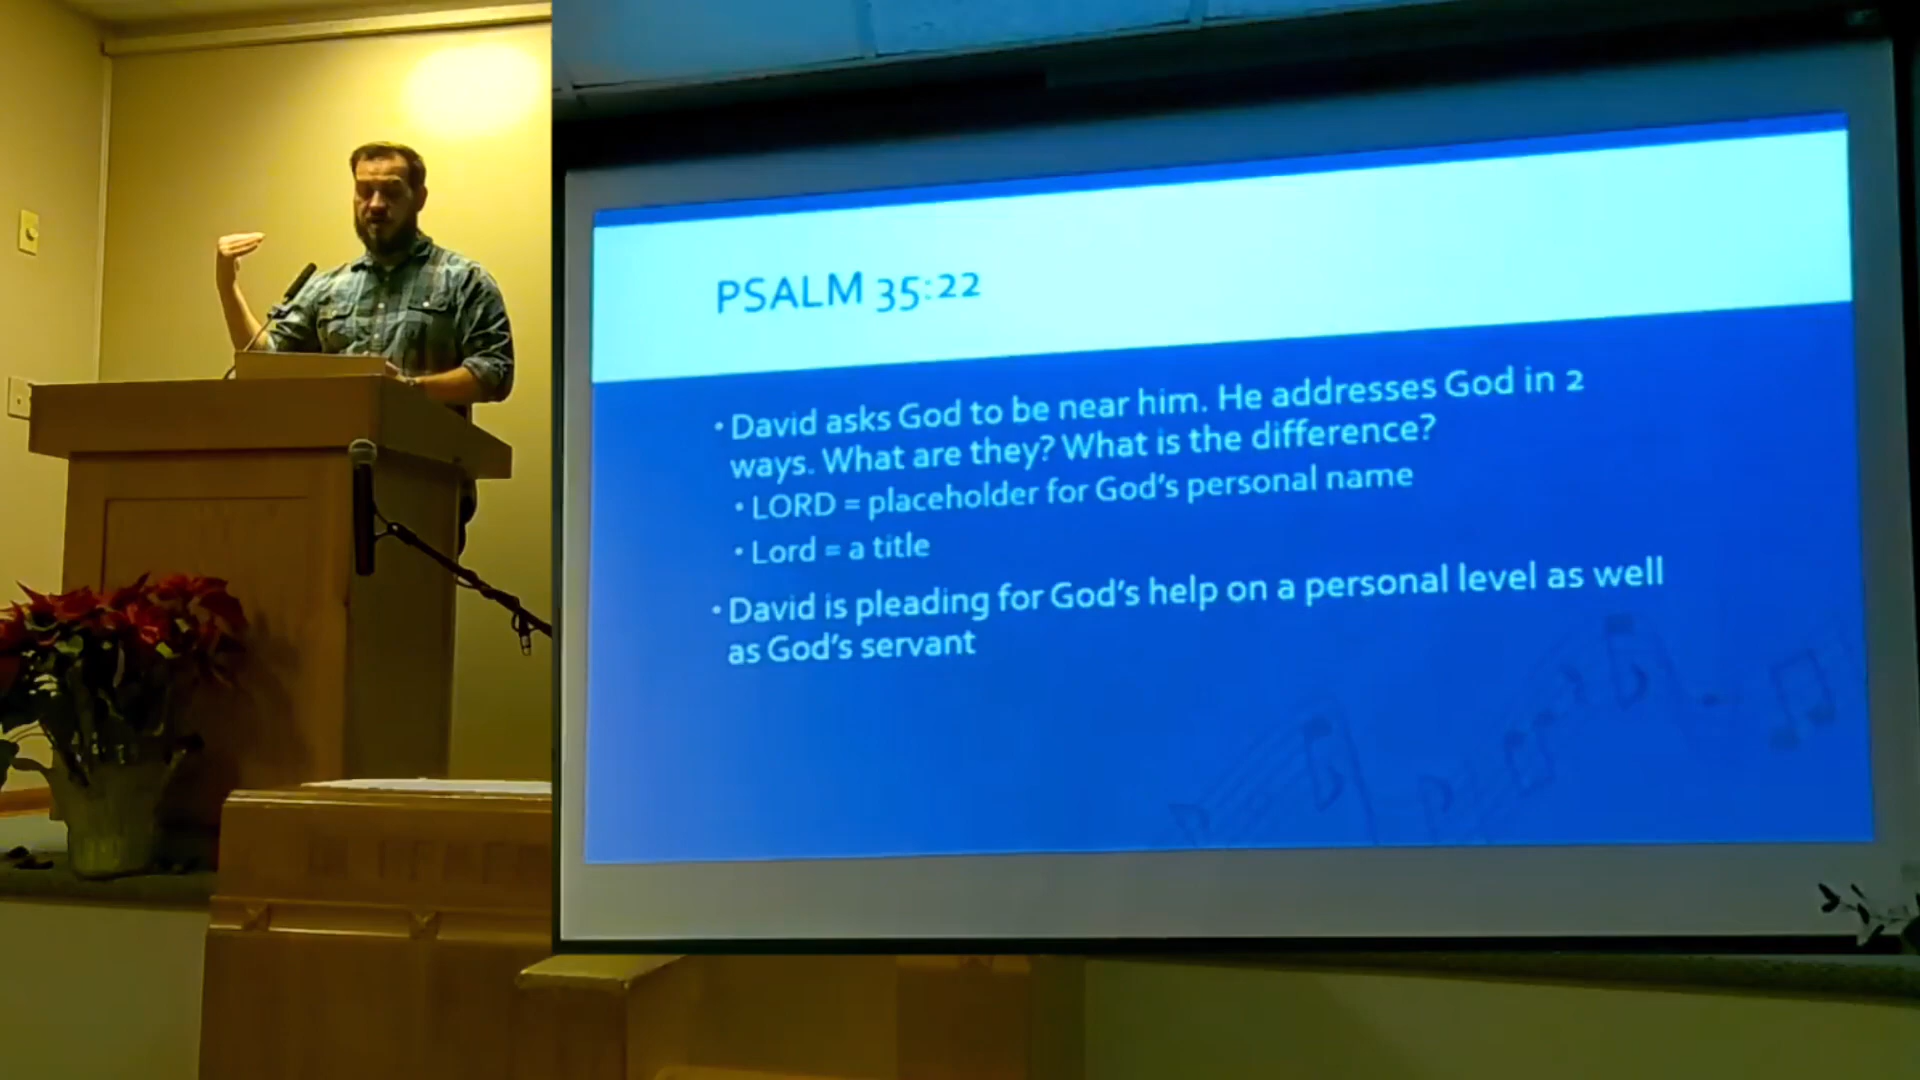 PSALM 35:22
• David asks God to be near him. He addresses God in 2
ways. What are they? What is the difference?
• LORD = placeholder for God's personal name
• Lord = a title
• David is pleading for God's help on a personal level as well
as God's servant